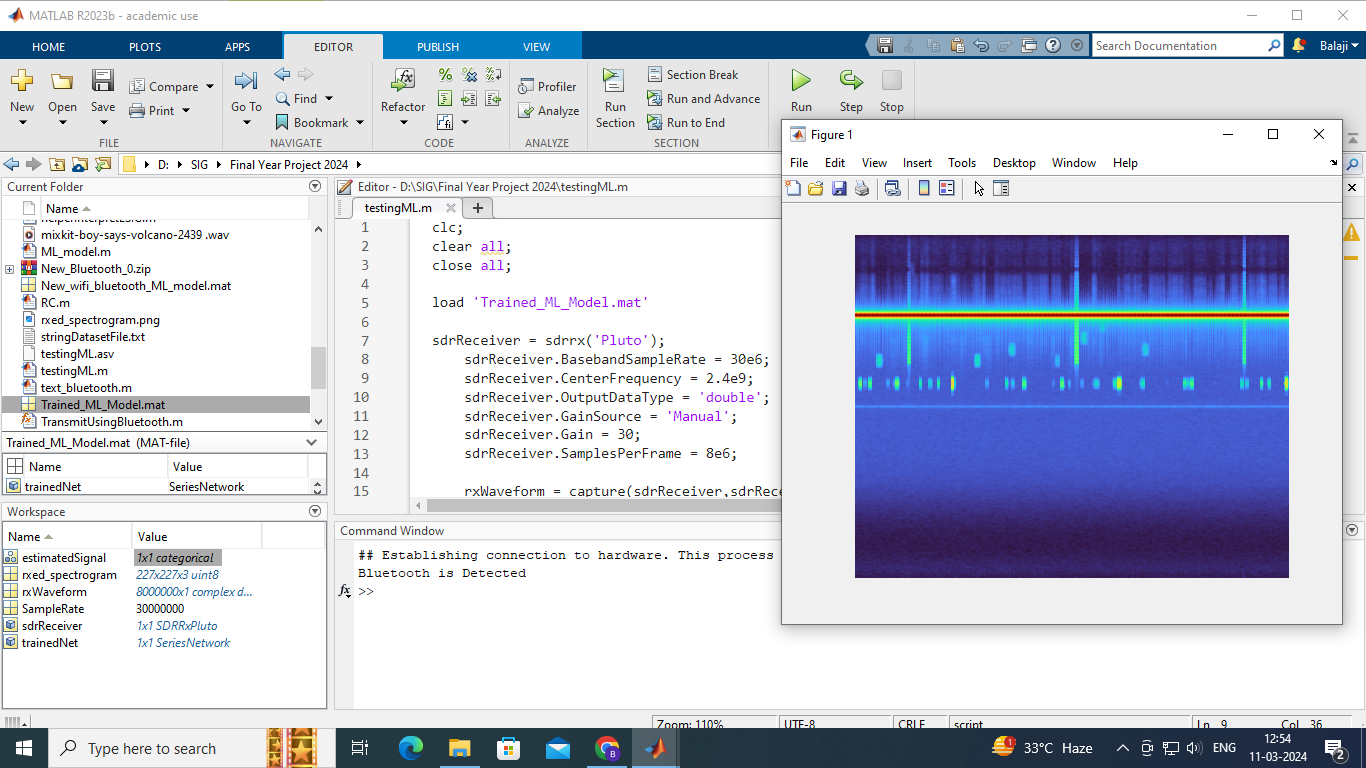 MATLAB R2023b - academic use
HOME PLOTS APPS EDITOR PUBLISH VIEW
Search Documentation
Balaji
New Open Save Compare Print
FILE
Go To Find Bookmark
NAVIGATE
Refactor
CODE
Profiler
Analyze
ANALYZE
Run Section
Section Break
Run and Advance
Run to End
SECTION
Run Step Stop
D: SIG Final Year Project 2024
Current Folder
Name
mixkit-boy-says-volcano-2439 .wav
ML_model.m
New_Bluetooth_0.zip
New_wifi_bluetooth_ML_model.mat
RC.m
rxed_spectrogram.png
stringDatasetFile.txt
testingML.asv
testingML.m
text_bluetooth.m
Trained_ML_Model.mat
TransmitUsingBluetooth.m
Trained_ML_Model.mat (MAT-file)
Name Value
trainedNet SeriesNetwork
Workspace
Name Value
estimatedSignal 1x1 categorical
rxed_spectrogram 227x227x3 uint8
rxWaveform 8000000x1 complex d...
SampleRate 30000000
sdrReceiver 1x1 SDRRxPluto
trainedNet 1x1 SeriesNetwork
Editor - D:\SIG\Final Year Project 2024\testingML.m
testingML.m
1 clc;
2 clear all;
3 close all;
4
5 load 'Trained_ML_Model.mat'
6
7 sdrReceiver = sdrrx('Pluto');
8 sdrReceiver.BasebandSampleRate = 30e6;
9 sdrReceiver.CenterFrequency = 2.4e9;
10 sdrReceiver.OutputDataType = 'double';
11 sdrReceiver.GainSource = 'Manual';
12 sdrReceiver.Gain = 30;
13 sdrReceiver.SamplesPerFrame = 8e6;
14
15 rxWaveform = capture(sdrReceiver,sdrRece
Command Window
## Establishing connection to hardware. This process
Bluetooth is Detected
fx >>
Figure 1
File Edit View Insert Tools Desktop Window Help
Zoom: 110% UTF-8 CRLF script Ln 9 Col 36
Type here to search
33°C Haze
ENG
12:54
11-03-2024
2